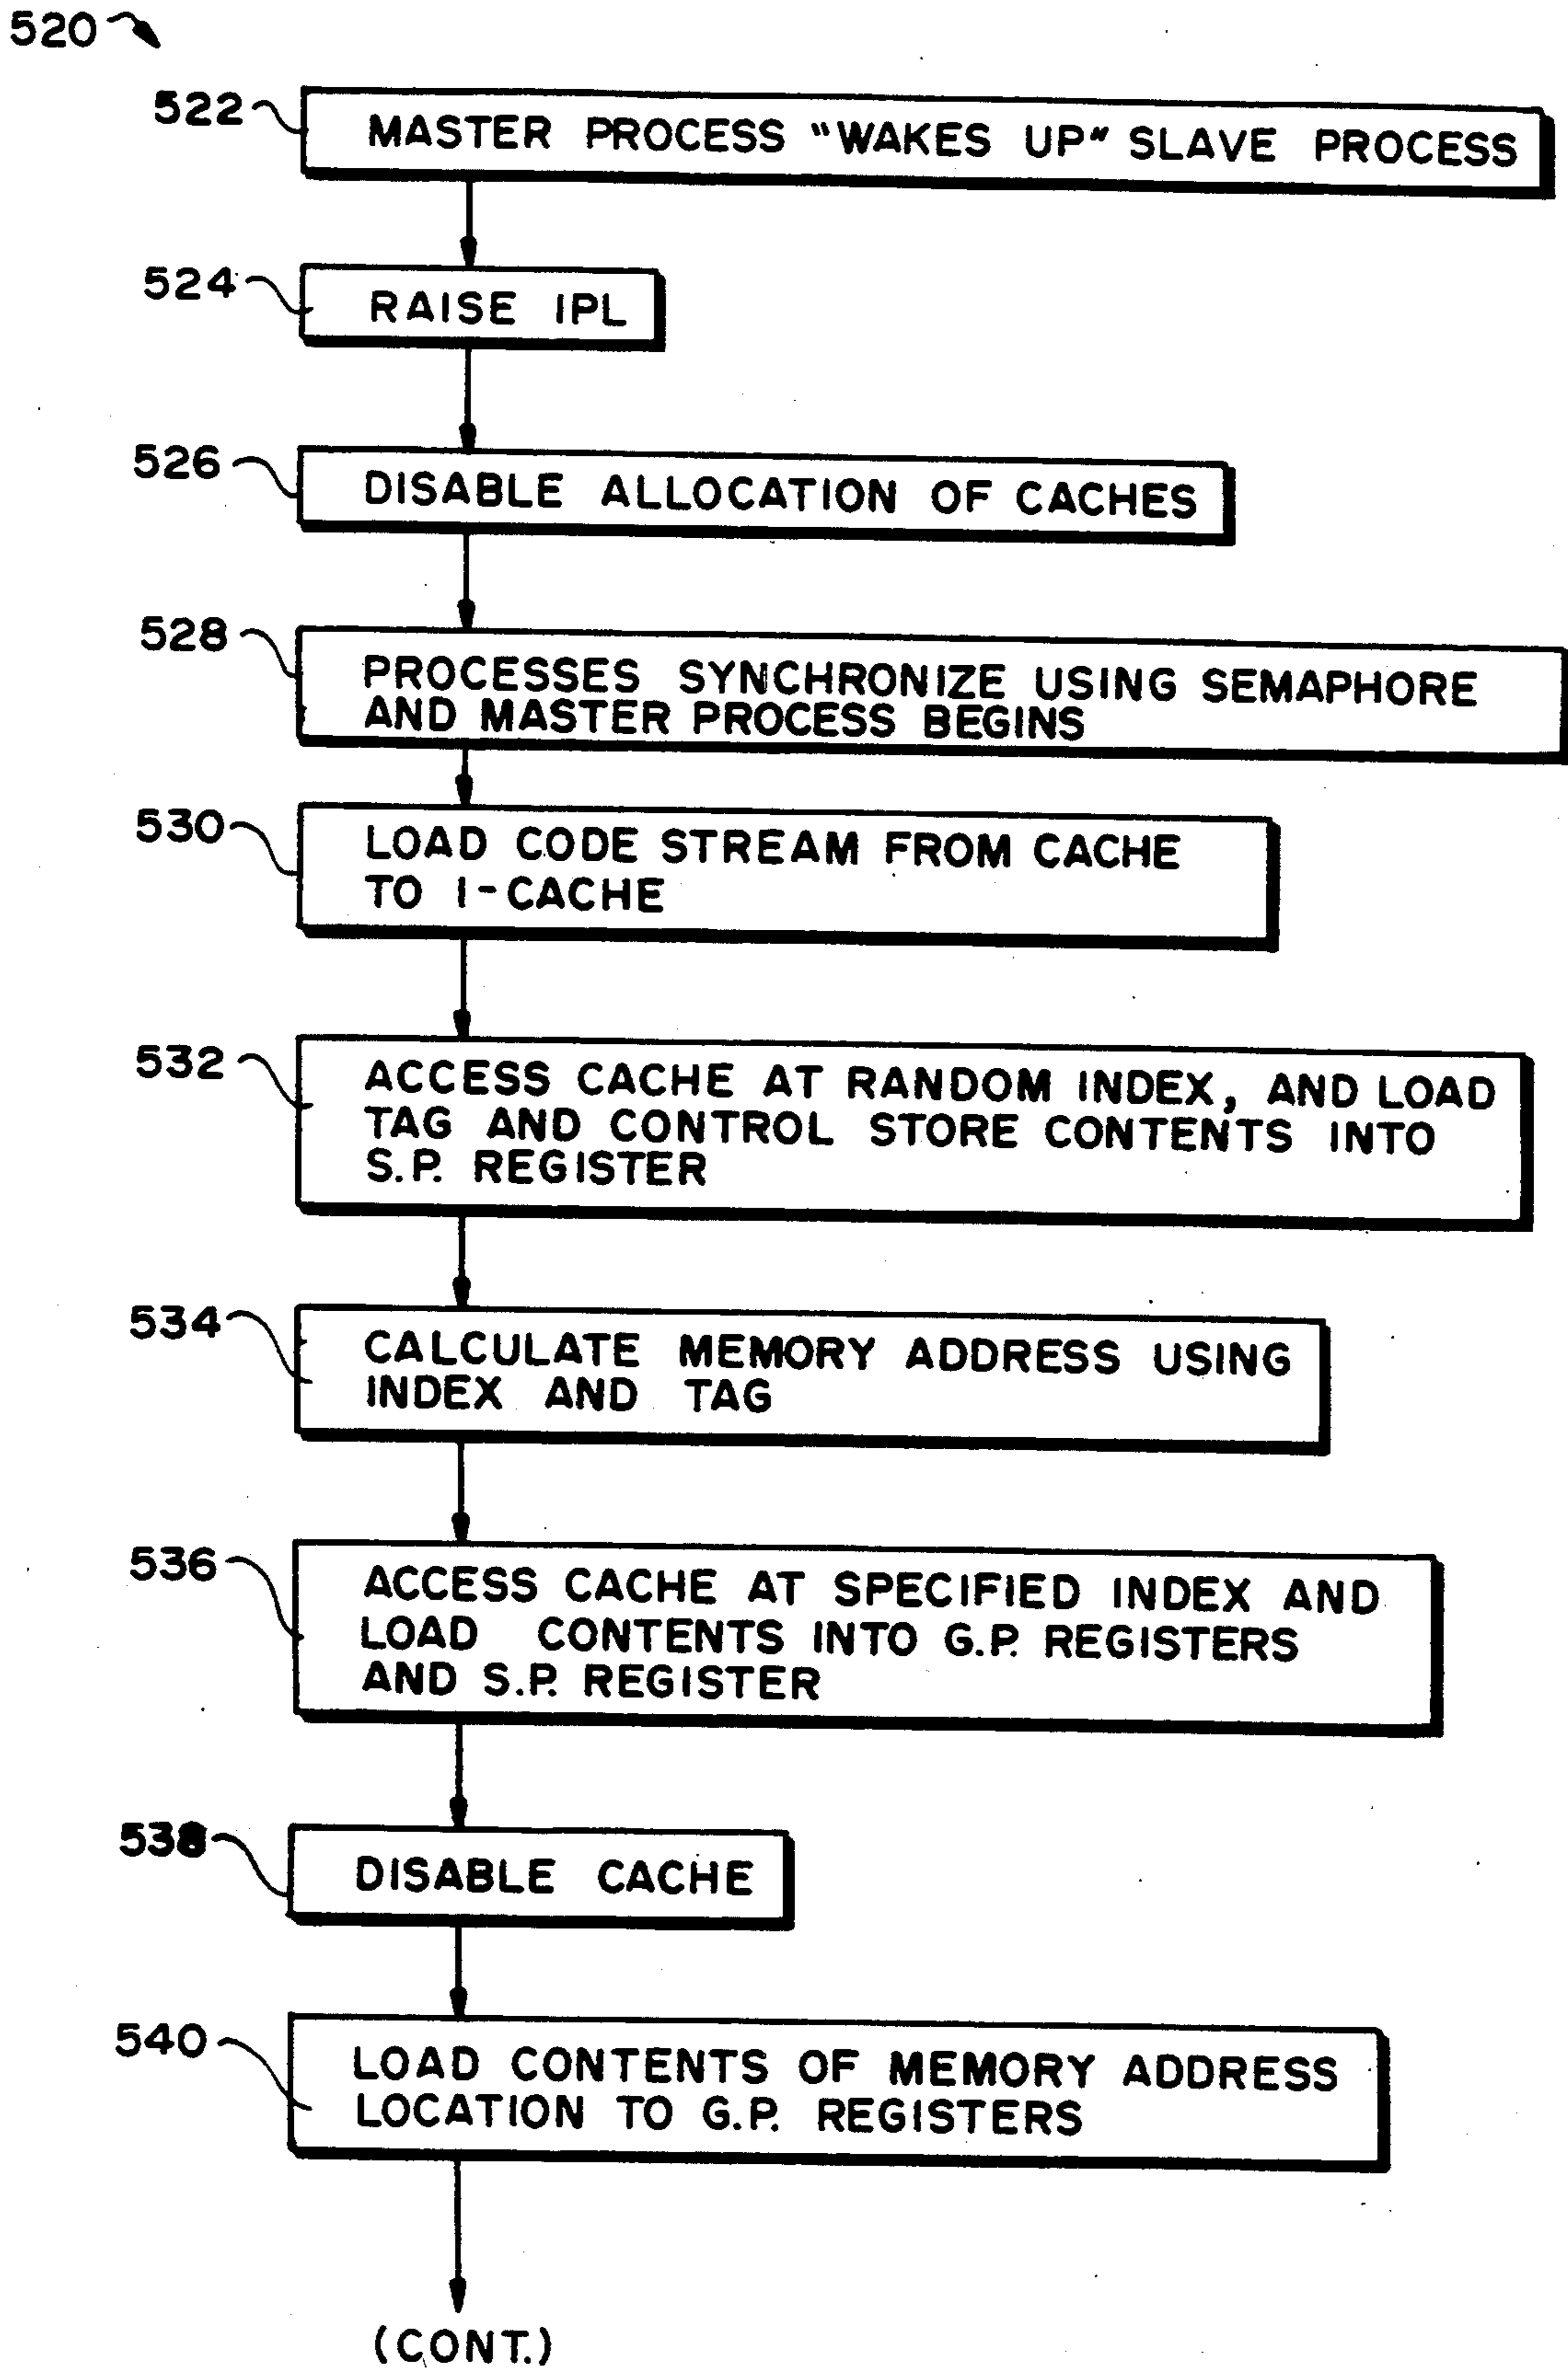 520
522
MASTER PROCESS "WAKES UP" SLAVE PROCESS
524
RAISE IPL
526
DISABLE ALLOCATION OF CACHES
528
PROCESSES SYNCHRONIZE USING SEMAPHORE
AND MASTER PROCESS BEGINS
530
LOAD CODE STREAM FROM CACHE
TO I-CACHE
532
ACCESS CACHE AT RANDOM INDEX, AND LOAD
TAG AND CONTROL STORE CONTENTS INTO
S.P. REGISTER
534
CALCULATE MEMORY ADDRESS USING
INDEX AND TAG
536
ACCESS CACHE AT SPECIFIED INDEX AND
LOAD CONTENTS INTO G.P. REGISTERS
AND S.P. REGISTER
538
DISABLE CACHE
540
LOAD CONTENTS OF MEMORY ADDRESS
LOCATION TO G.P. REGISTERS
(CONT.)